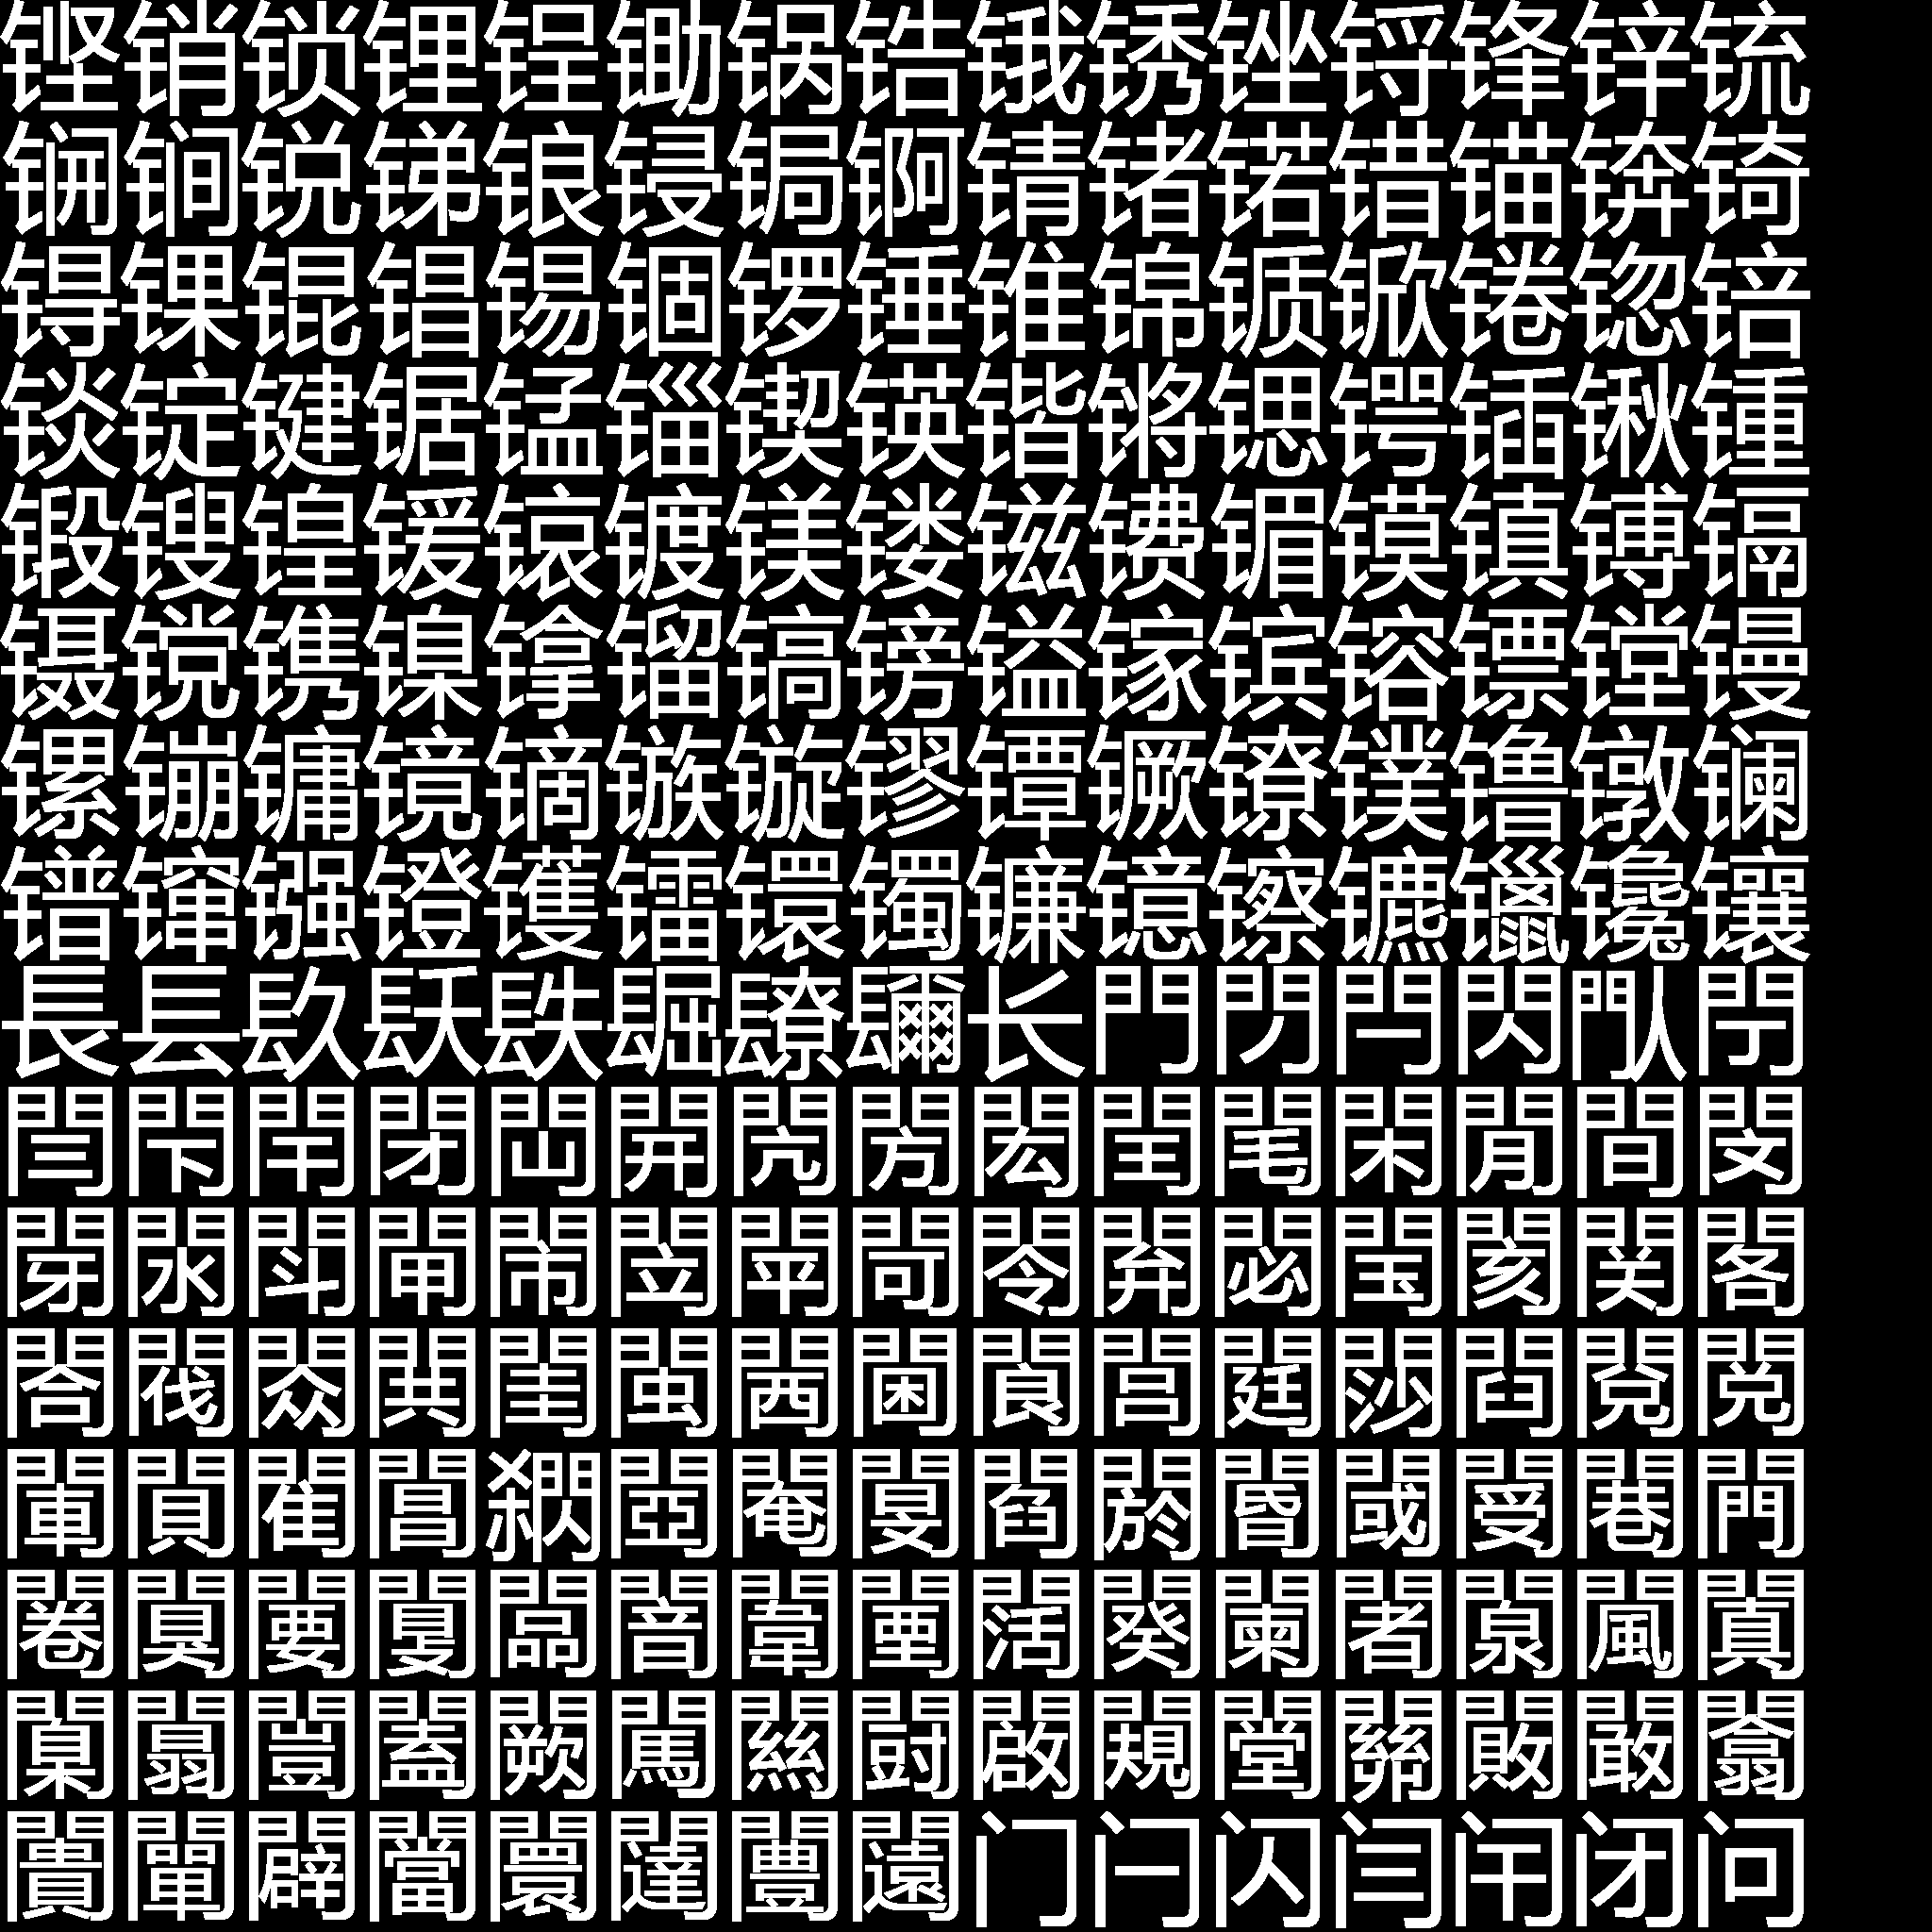 铿销锁锂锃锄锅锆锇锈锉锊锋锌锍
锎锏锐锑锒锓锔锕锖锗锘错锚锛锜
锝锞锟锠锡锢锣锤锥锦锧锨锩锪锫
锬锭键锯锰锱锲锳锴锵锶锷锸锹锺
锻锼锽锾锿镀镁镂镃镄镅镆镇镈镉
镊镋镌镍镎镏镐镑镒镓镔镕镖镗镘
镙镚镛镜镝镞镟镠镡镢镣镤镥镦镧
镨镩镪镫镬镭镮镯镰镱镲镳镴镵镶
長镸镹镺镻镼镽镾长門閁閂閃閄閅
閆閇閈閉閊開閌閍閎閏閐閑閒間閔
閕閖閗閘閙閚閛閜閝閞閟閠閡関閣
閤閥閦閧閨閩閪閫閬閭閮閯閰閱閲
閳閴閵閶閷閸閹閺閻閼閽閾閿闀闁
闂闃闄闅闆闇闈闉闊闋闌闍闎闏闐
闑闒闓闔闕闖闗闘闙闚闛關闝闞闟
闠闡闢闣闤闥闦闧门闩闪闫闬闭问